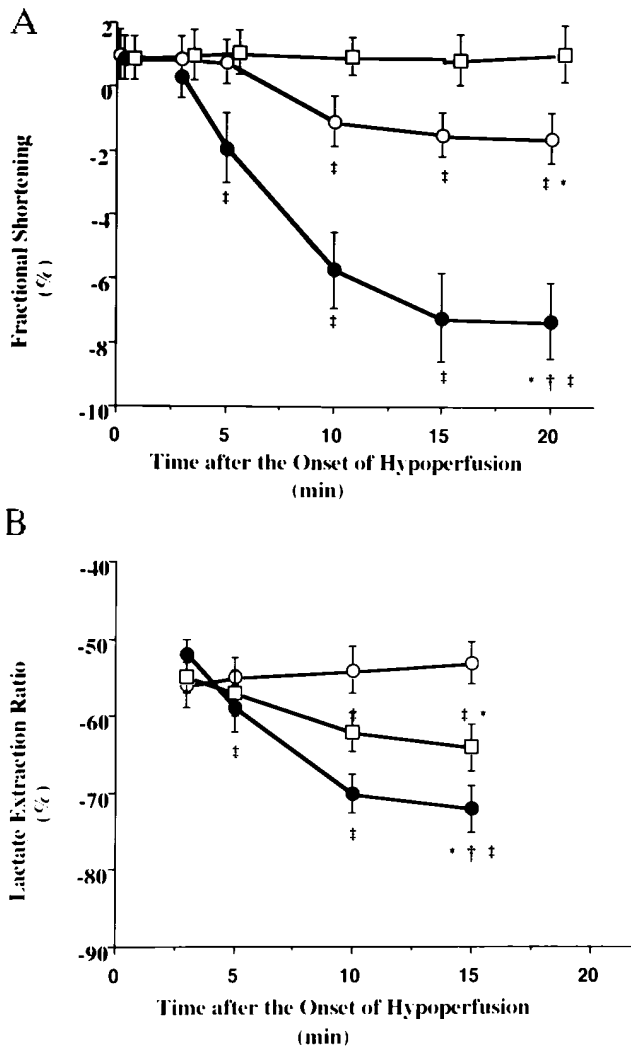 A
2
0
-2
-4
-6
-8
-10
Fractional Shortening
(%)
‡ ‡ ‡ *
‡
‡
‡ * † ‡
0 5 10 15 20
Time after the Onset of Hypoperfusion
(min)
B
-40
-50
-60
-70
-80
-90
Lactate Extraction Ratio
(%)
‡ ‡ *
‡
‡ * † ‡
0 5 10 15 20
Time after the Onset of Hypoperfusion
(min)